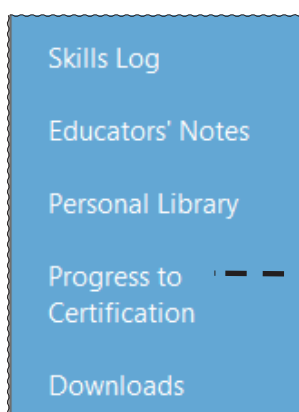 Skills Log
Educators' Notes
Personal Library
Progress to
Certification
Downloads